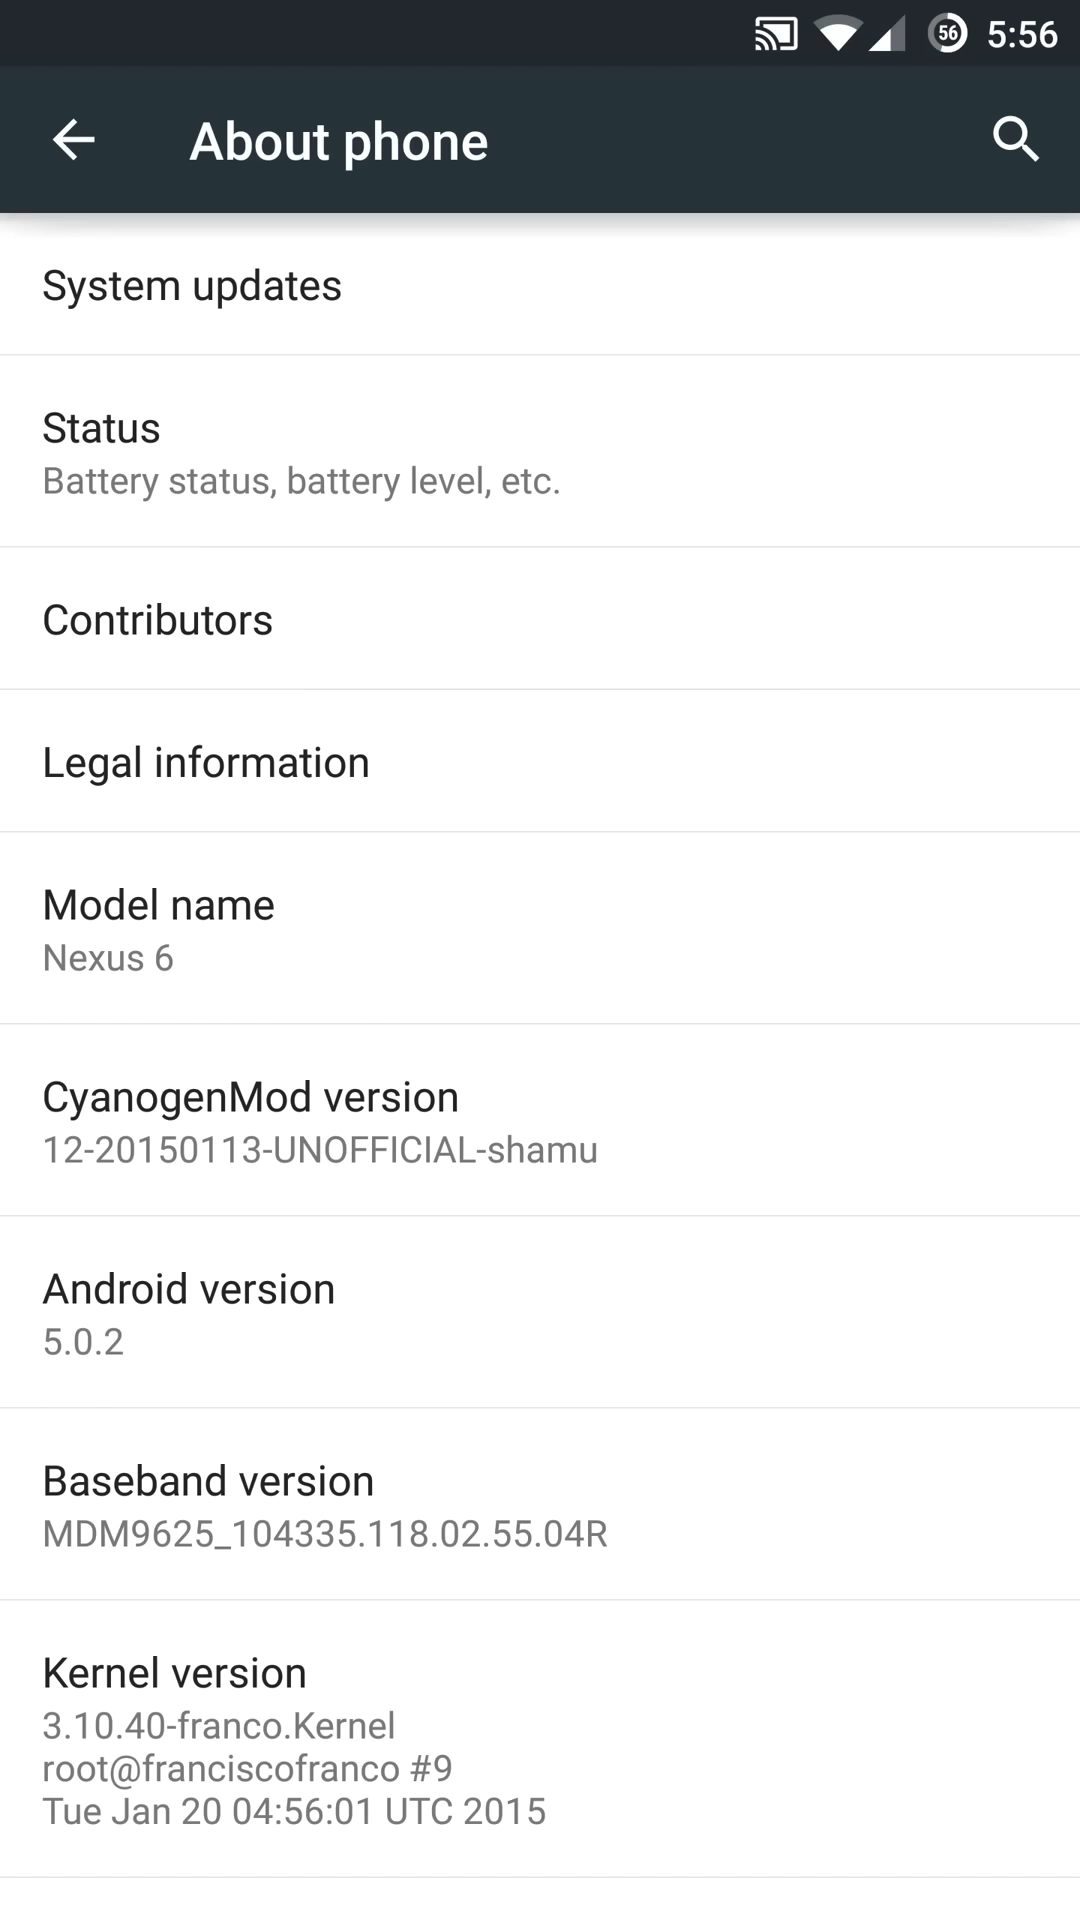 56 5:56
About phone
System updates
Status
Battery status, battery level, etc.
Contributors
Legal information
Model name
Nexus 6
CyanogenMod version
12-20150113-UNOFFICIAL-shamu
Android version
5.0.2
Baseband version
MDM9625_104335.118.02.55.04R
Kernel version
3.10.40-franco.Kernel
root@franciscofranco #9
Tue Jan 20 04:56:01 UTC 2015